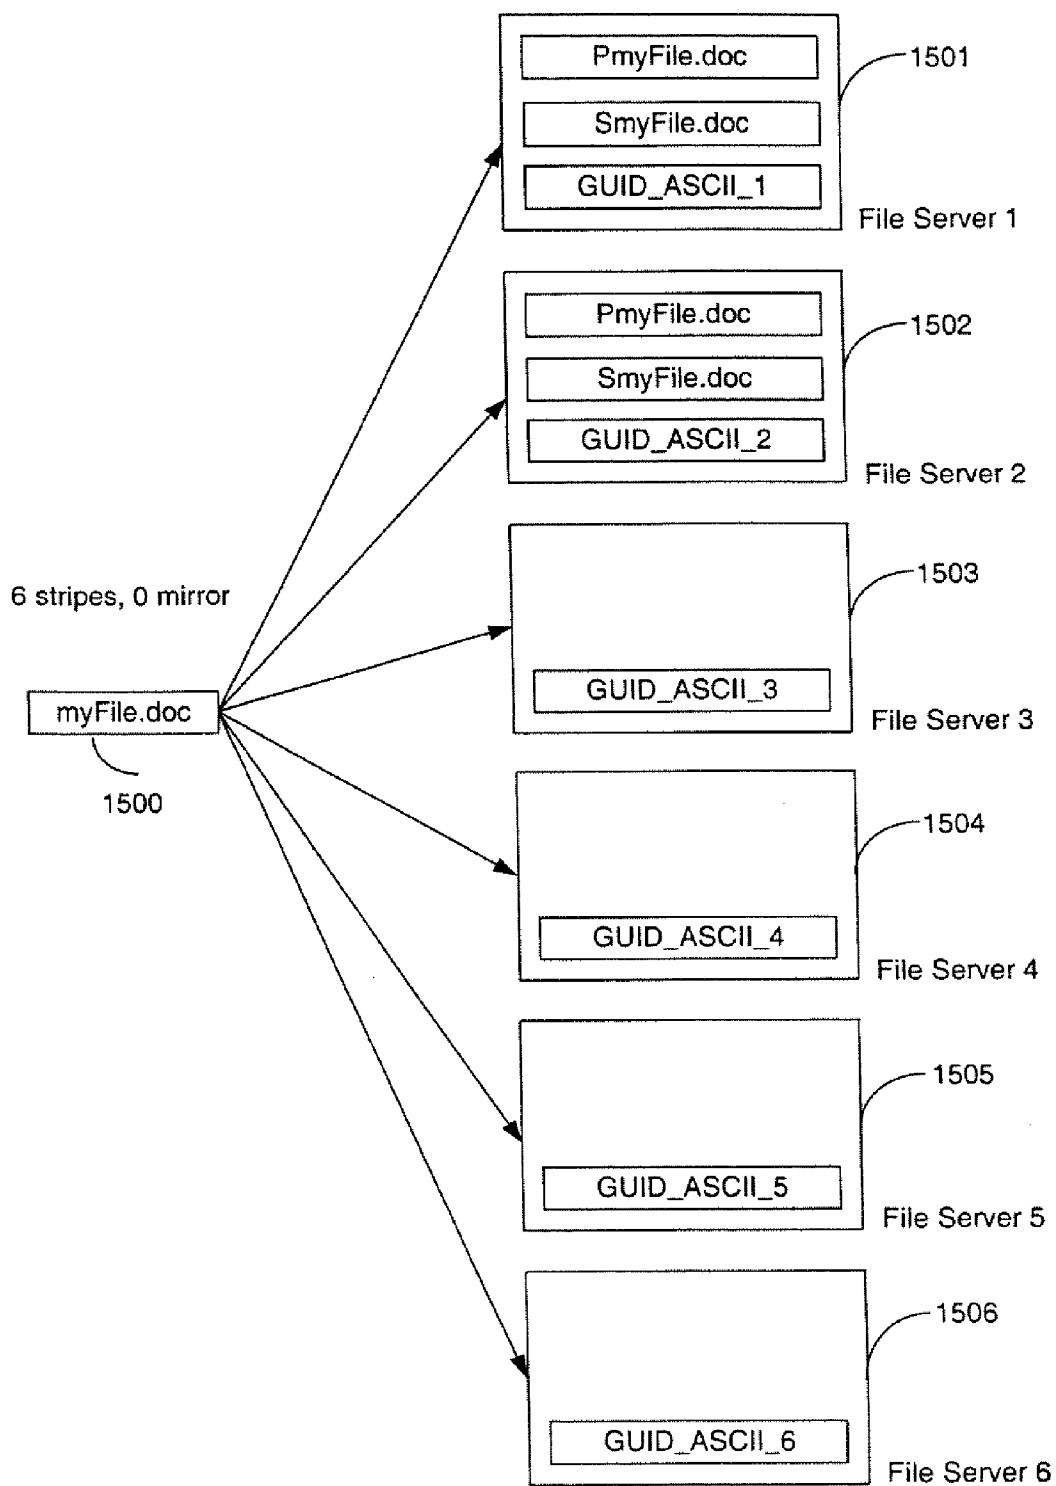 PmyFile.doc
SmyFile.doc
GUID_ASCII_1
1501
File Server 1
PmyFile.doc
SmyFile.doc
GUID_ASCII_2
1502
File Server 2
6 stripes, 0 mirror
myFile.doc
1500
GUID_ASCII_3
1503
File Server 3
GUID_ASCII_4
1504
File Server 4
GUID_ASCII_5
1505
File Server 5
GUID_ASCII_6
1506
File Server 6